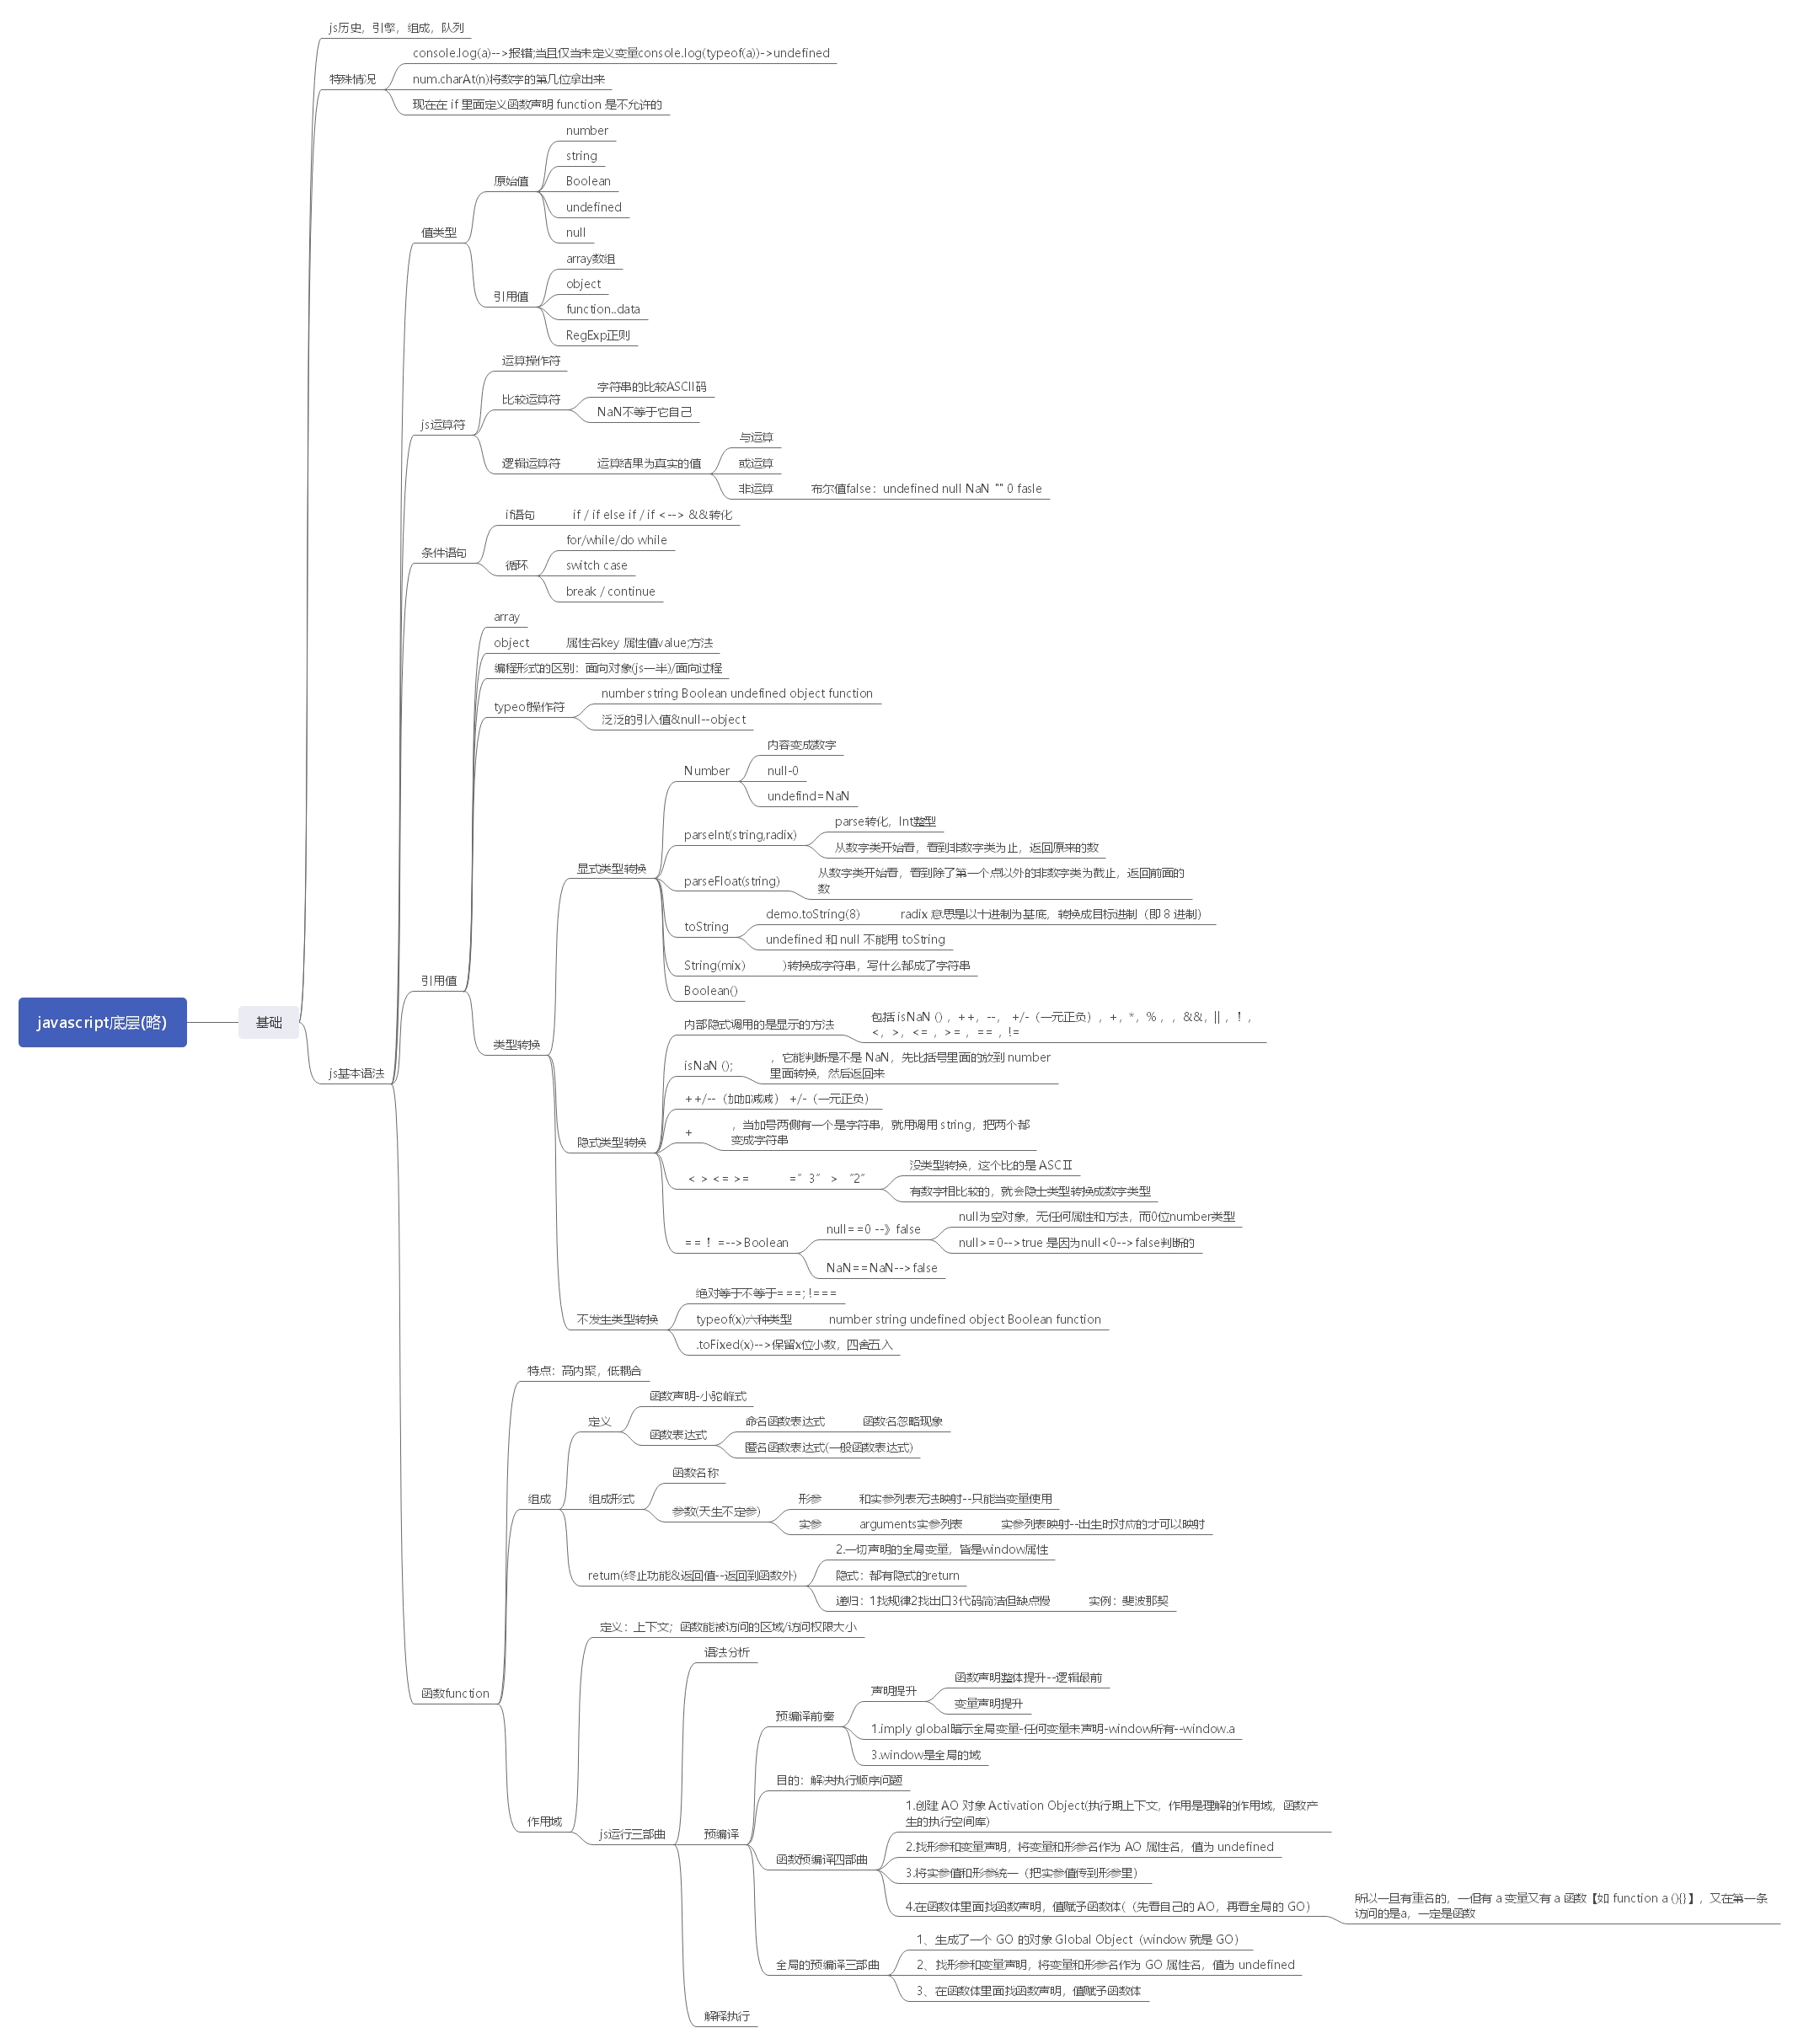 js历史，引擎，组成，队列
console.log(a)-->报错;当且仅当未定义变量console.log(typeof(a))->undefined
特殊情况
num.charAt(n)将数字的第几位拿出来
现在在 if 里面定义函数声明 function 是不允许的
number
string
原始值
Boolean
undefined
值类型
null
array数组
object
引用值
function..data
RegExp正则
运算操作符
字符串的比较ASCII码
比较运算符
NaN不等于它自己
js运算符
与运算
逻辑运算符
运算结果为真实的值
或运算
非运算
布尔值false：undefined null NaN "" 0 fasle
if语句
if / if else if / if <--> &&转化
for/while/do while
条件语句
循环
switch case
break / continue
array
object
属性名key 属性值value;方法
编程形式的区别：面向对象(js一半)/面向过程
number string Boolean undefined object function
typeof操作符
泛泛的引入值&null--object
内容变成数字
Number
null-0
undefind=NaN
parse转化，Int整型
parseInt(string,radix)
从数字类开始看，看到非数字类为止，返回原来的数
显式类型转换
parseFloat(string)
从数字类开始看，看到除了第一个点以外的非数字类为截止，返回前面的
数
demo.toString(8)
radix 意思是以十进制为基底，转换成目标进制（即 8 进制）
toString
undefined 和 null 不能用 toString
String(mix)
)转换成字符串，写什么都成了字符串
引用值
Boolean()
javascript底层(略)
基础
内部隐式调用的是显示的方法
包括 isNaN () ，++，--， +/-（一元正负），+，*，% ，，&&，|| ，！，
<，>，<= ，>= ，== ，!=
类型转换
isNaN ();
，它能判断是不是 NaN，先比括号里面的放到 number
里面转换，然后返回来
js基本语法
++/--（加加减减） +/-（一元正负）
+
，当加号两侧有一个是字符串，就用调用 string，把两个都
变成字符串
隐式类型转换
< > <= >=
=”3” > “2”
没类型转换，这个比的是 ASCⅡ
有数字相比较的，就会隐士类型转换成数字类型
null==0 --》false
null为空对象，无任何属性和方法，而0位number类型
== ！=-->Boolean
null>=0-->true 是因为null<0-->false判断的
NaN==NaN-->false
绝对等于不等于===; !===
不发生类型转换
typeof(x)六种类型
number string undefined object Boolean function
.toFixed(x)-->保留x位小数，四舍五入
特点：高内聚，低耦合
函数声明-小驼峰式
定义
函数表达式
命名函数表达式
函数名忽略现象
匿名函数表达式(一般函数表达式)
函数名称
组成
组成形式
参数(天生不定参)
形参
和实参列表无法映射--只能当变量使用
实参
arguments实参列表
实参列表映射--出生时对应的才可以映射
2.一切声明的全局变量，皆是window属性
return(终止功能&返回值--返回到函数外)
隐式：都有隐式的return
递归：1找规律2找出口3代码简洁但缺点慢
实例：斐波那契
定义：上下文；函数能被访问的区域/访问权限大小
语法分析
函数声明整体提升--逻辑最前
声明提升
变量声明提升
函数function
预编译前奏
1.imply global暗示全局变量-任何变量未声明-window所有--window.a
3.window是全局的域
目的：解决执行顺序问题
1.创建 AO 对象 Activation Object(执行期上下文，作用是理解的作用域，函数产
生的执行空间库)
作用域
js运行三部曲
预编译
2.找形参和变量声明，将变量和形参名作为 AO 属性名，值为 undefined
函数预编译四部曲
3.将实参值和形参统一（把实参值传到形参里）
4.在函数体里面找函数声明，值赋予函数体(（先看自己的 AO，再看全局的 GO）
所以一旦有重名的，一但有 a 变量又有 a 函数【如 function a (){}】，又在第一条
访问的是a，一定是函数
1、生成了一个 GO 的对象 Global Object（window 就是 GO）
全局的预编译三部曲
2、找形参和变量声明，将变量和形参名作为 GO 属性名，值为 undefined
3、在函数体里面找函数声明，值赋予函数体
解释执行